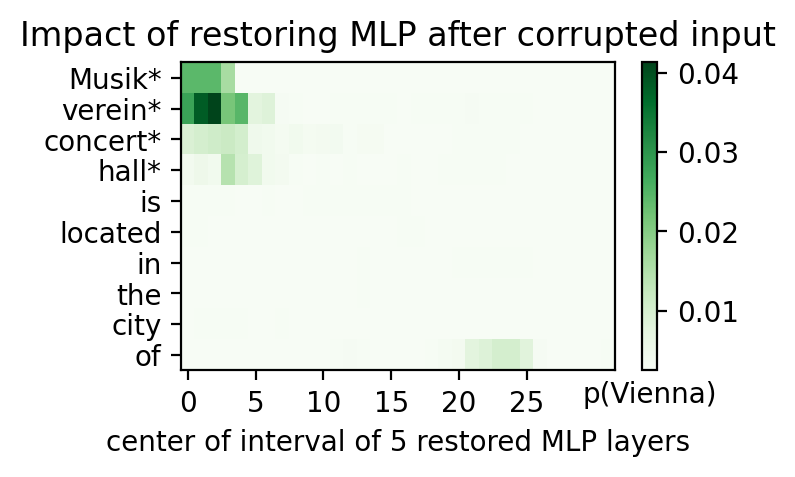 Impact of restoring MLP after corrupted input
Musik*
verein*
concert*
hall*
is
located
in
the
city
of
0 5 10 15 20 25
center of interval of 5 restored MLP layers
0.04
0.03
0.02
0.01
p(Vienna)